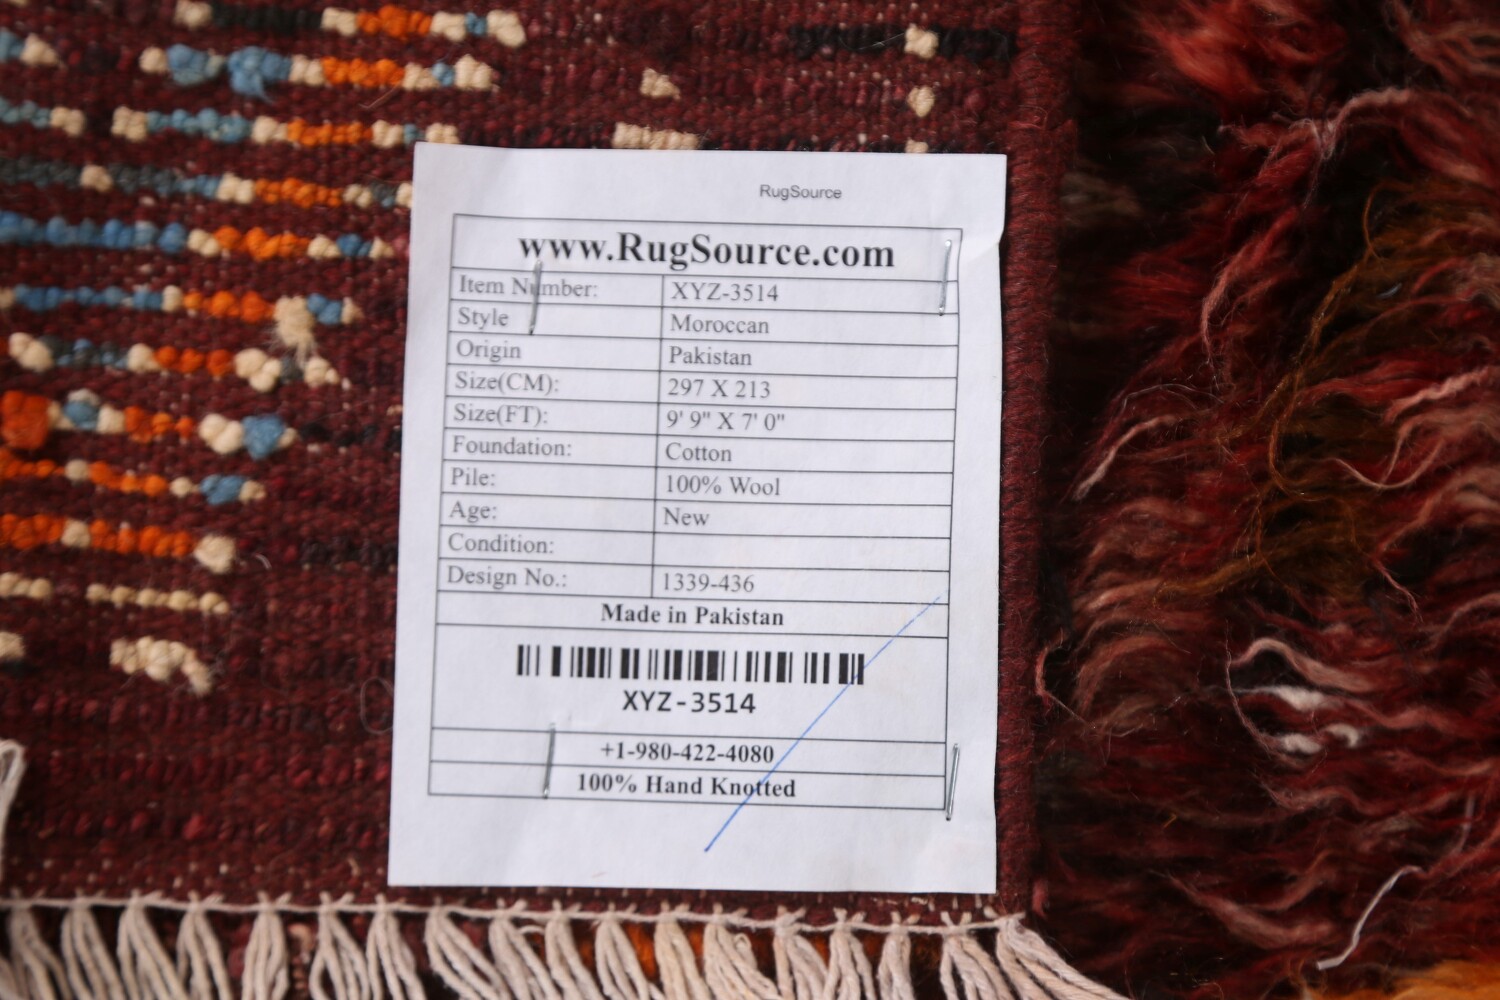 RugSource
www.RugSource.com
Item Number: XYZ-3514
Style Moroccan
Origin Pakistan
Size(CM): 297 X 213
Size(FT): 9' 9" X 7' 0"
Foundation: Cotton
Pile: 100% Wool
Age: New
Condition:
Design No.: 1339-436
Made in Pakistan
XYZ-3514
+1-980-422-4080
100% Hand Knotted